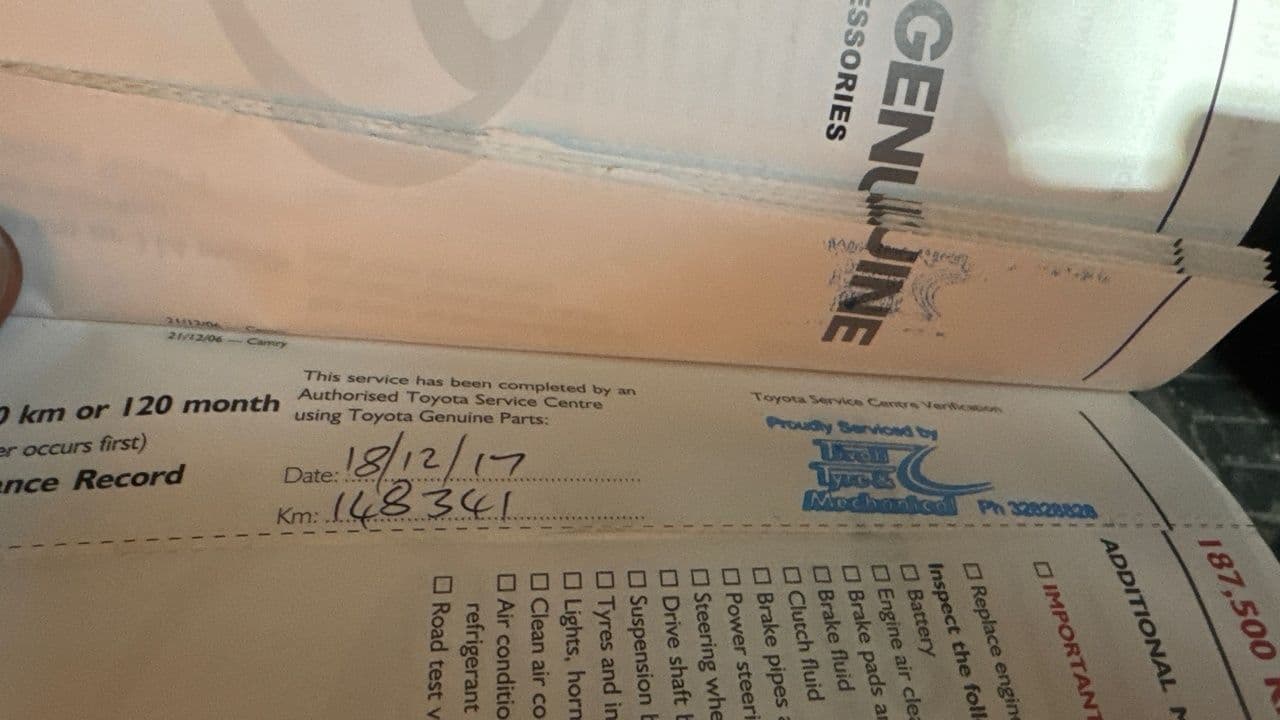 GENUINE
ESSORIES
21/12/06 — Camry
km or 120 month
er occurs first)
ance Record
This service has been completed by an
Authorised Toyota Service Centre
using Toyota Genuine Parts:
Date: 18/12/17
Km: 148341
Toyota Service Centre Verification
Proudly Serviced by
Tyre &
Mechanical
Ph 32828828
187,500 K
ADDITIONAL
IMPORTANT
Replace engine
Inspect the foll
Battery
Engine air clea
Brake pads a
Brake fluid
Clutch fluid
Brake pipes a
Power steeri
Steering whe
Drive shaft b
Suspension b
Tyres and in
Lights, horn
Clean air co
Air conditio
refrigerant
Road test v